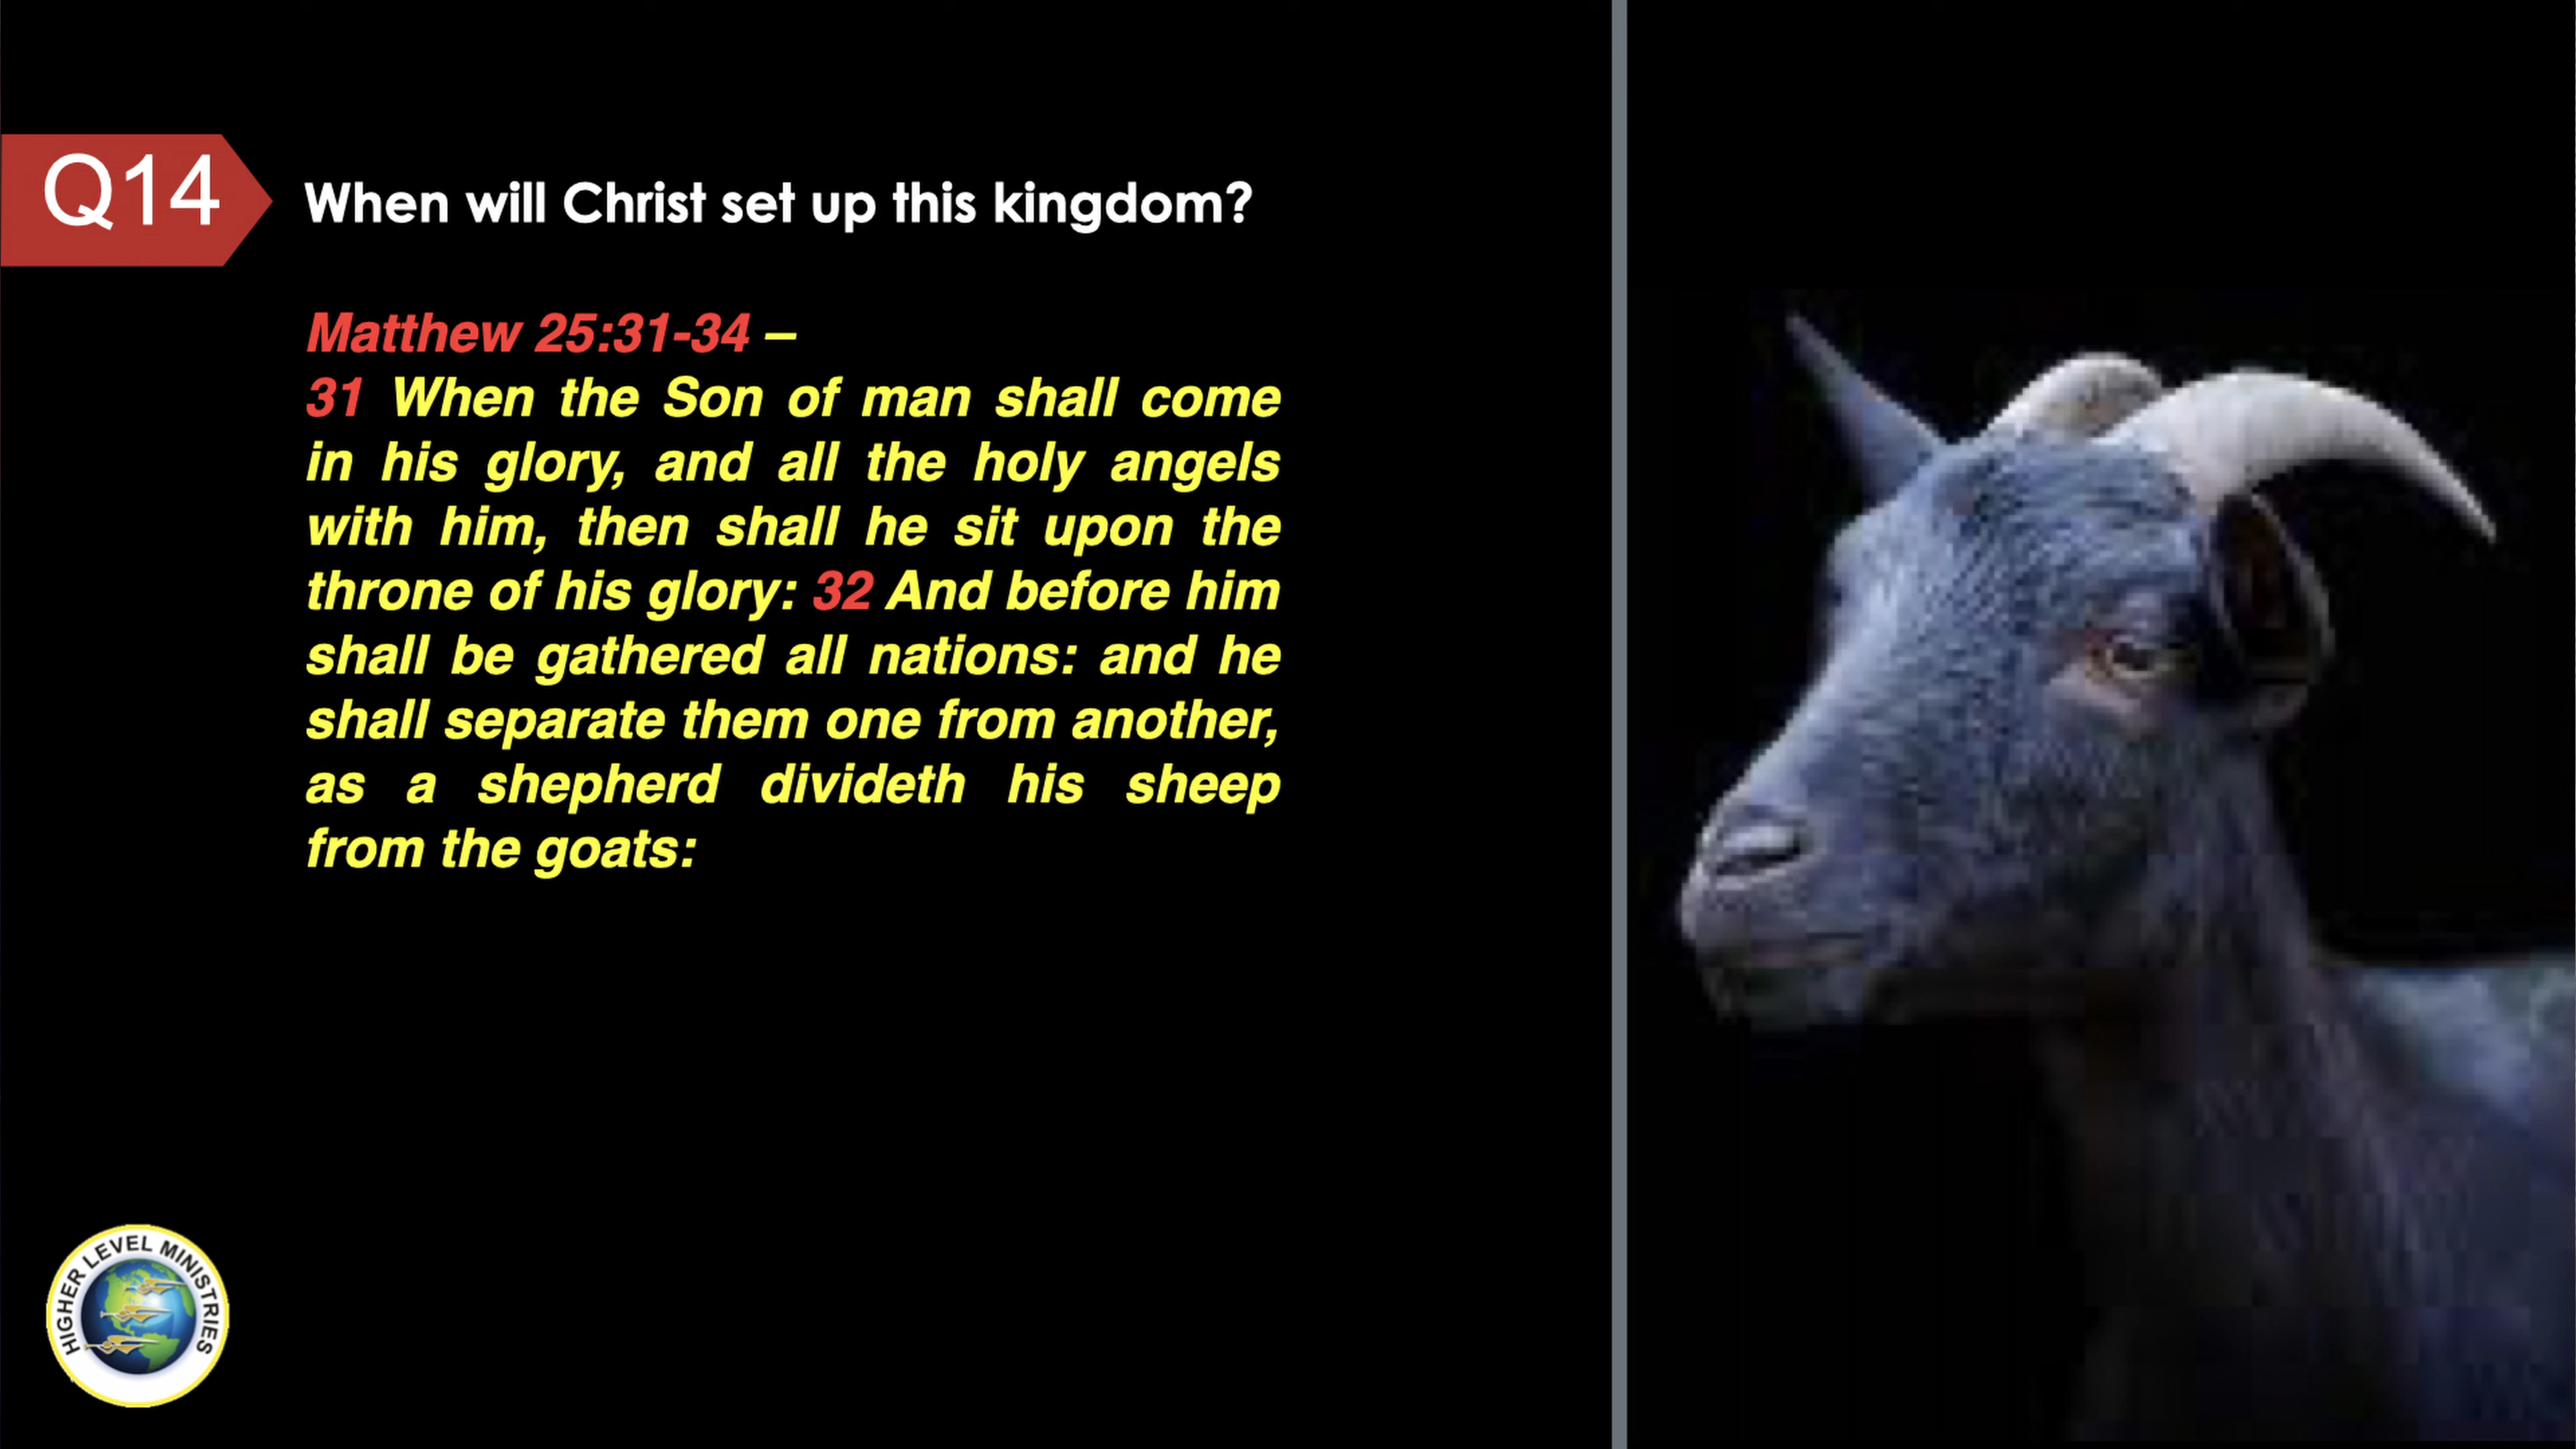 Q14
When will Christ set up this kingdom?
Matthew 25:31-34 –
31 When the Son of man shall come
in his glory, and all the holy angels
with him, then shall he sit upon the
throne of his glory: 32 And before him
shall be gathered all nations: and he
shall separate them one from another,
as a shepherd divideth his sheep
from the goats:
HIGHER LEVEL MINISTRIES